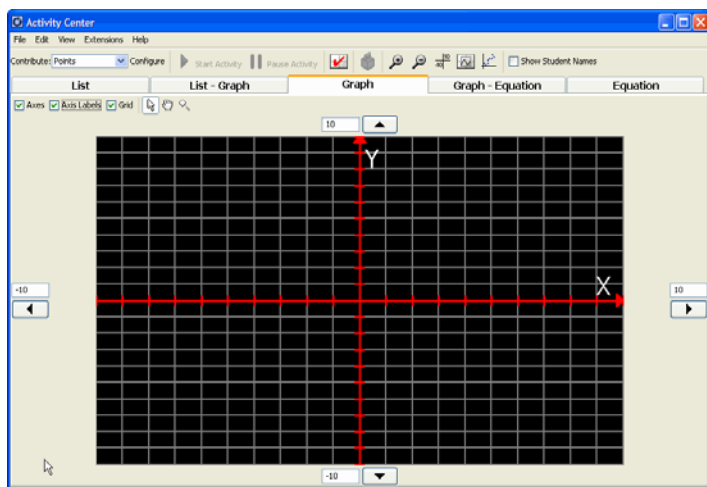 Activity Center
File Edit View Extensions Help
Contribute: Points Configure Start Activity Pause Activity Show Student Names
List List - Graph Graph Graph - Equation Equation
Axes Axis Labels Grid
10
Y
-10 X 10
-10